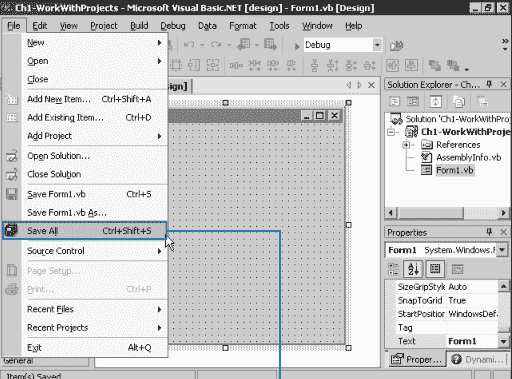 Ch1-WorkWithProjects - Microsoft Visual Basic.NET [design] - Form1.vb [Design]
File Edit View Project Build Debug Data Format Tools Window Help
New
Open
Close
Add New Item... Ctrl+Shift+A
Add Existing Item... Ctrl+D
Add Project
Open Solution...
Close Solution
Save Form1.vb Ctrl+S
Save Form1.vb As...
Save All Ctrl+Shift+S
Source Control
Page Setup...
Print... Ctrl+P
Recent Files
Recent Projects
Exit Alt+Q
General
Item(s) Saved
Debug
Solution Explorer - Ch...
Solution 'Ch1-WorkWithProj
Ch1-WorkWithProje
References
AssemblyInfo.vb
Form1.vb
Properties
Form1 System.Windows.F
SizeGripStyle Auto
SnapToGrid True
StartPosition WindowsDef
Tag
Text Form1
Proper... Dynami...